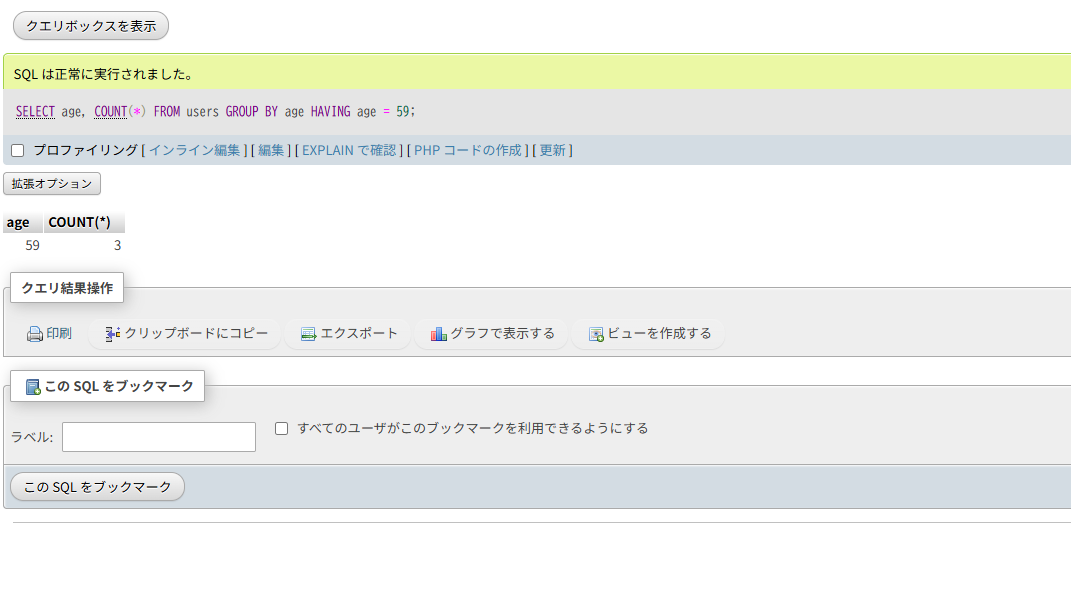 クエリボックスを表示
SQL は正常に実行されました。
SELECT age, COUNT(*) FROM users GROUP BY age HAVING age = 59;
プロファイリング [ インライン編集 ] [ 編集 ] [ EXPLAIN で確認 ] [ PHP コードの作成 ] [ 更新 ]
拡張オプション
age COUNT(*)
59 3
クエリ結果操作
印刷 クリップボードにコピー エクスポート グラフで表示する ビューを作成する
この SQL をブックマーク
ラベル: すべてのユーザがこのブックマークを利用できるようにする
この SQL をブックマーク